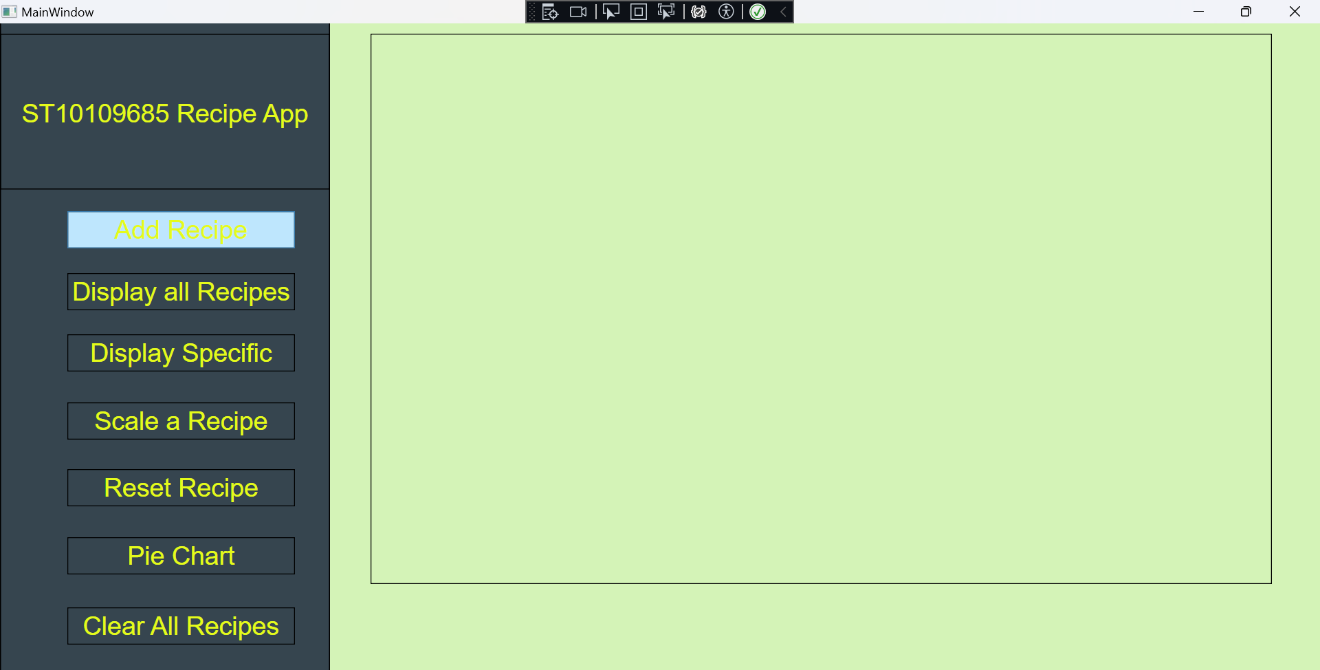 MainWindow
ST10109685 Recipe App
Add Recipe
Display all Recipes
Display Specific
Scale a Recipe
Reset Recipe
Pie Chart
Clear All Recipes